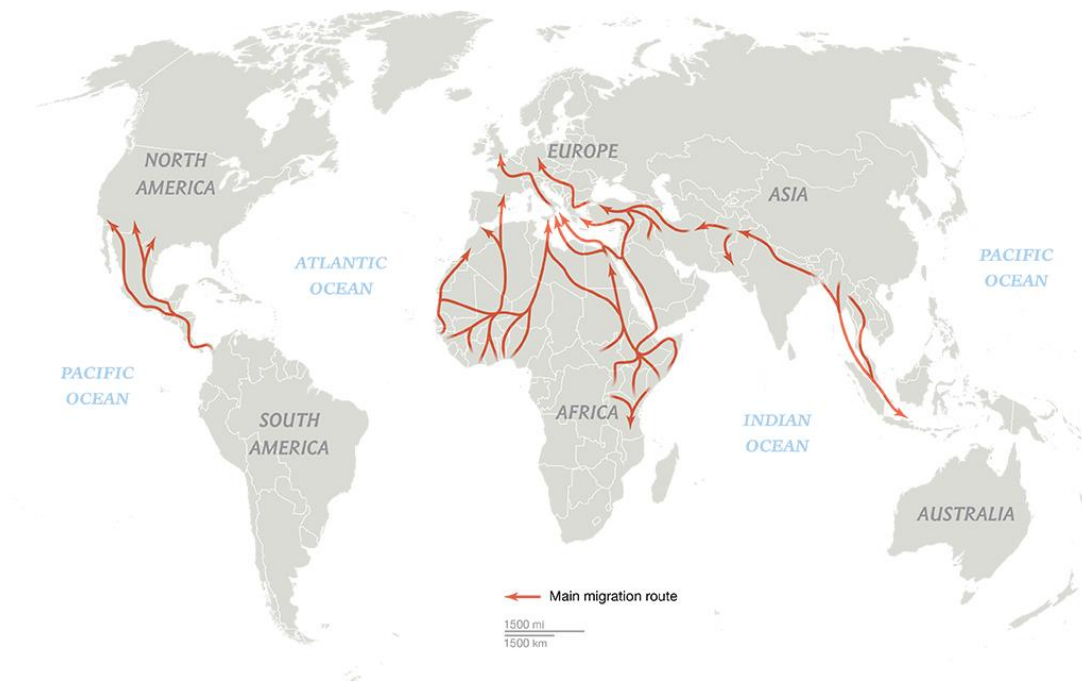 NORTH
AMERICA
EUROPE
ASIA
ATLANTIC
OCEAN
PACIFIC
OCEAN
PACIFIC
OCEAN
SOUTH
AMERICA
AFRICA
INDIAN
OCEAN
AUSTRALIA
Main migration route
1500 mi
1500 km